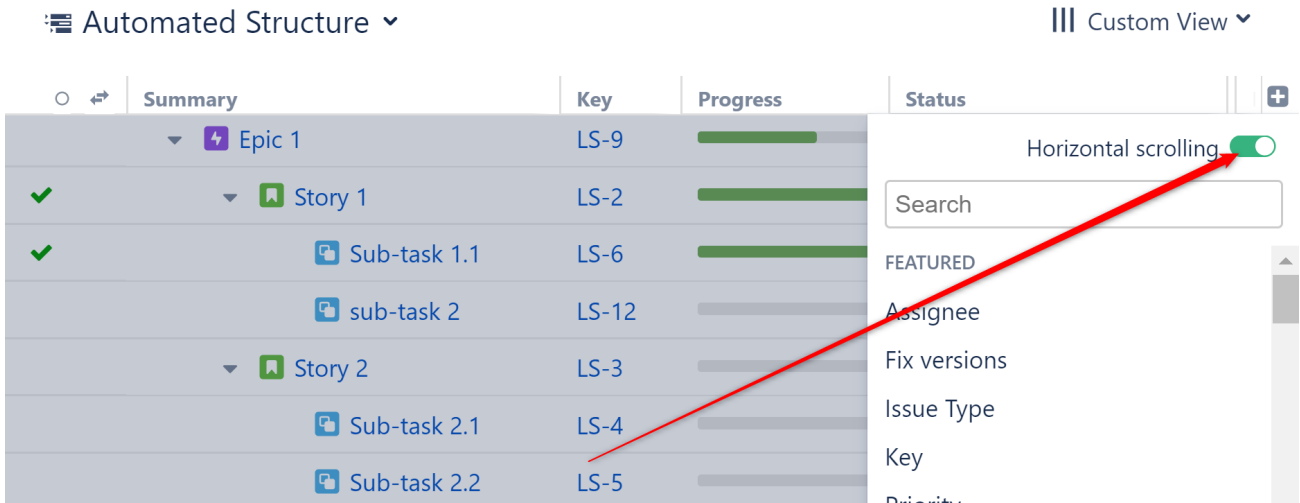 Automated Structure
Custom View
Summary Key Progress Status
Epic 1 LS-9
Horizontal scrolling
Story 1 LS-2
Search
Sub-task 1.1 LS-6
FEATURED
sub-task 2 LS-12
Assignee
Fix versions
Story 2 LS-3
Issue Type
Sub-task 2.1 LS-4
Key
Sub-task 2.2 LS-5
Priority